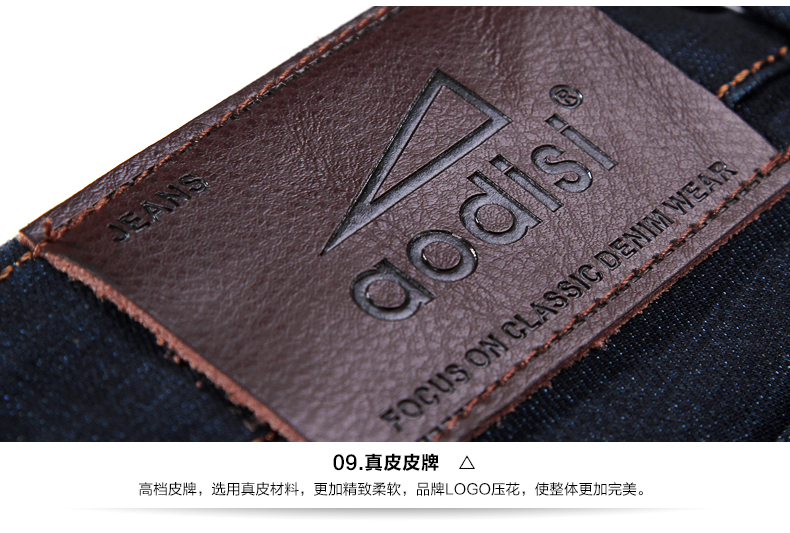 JEANS
aodisi®
FOCUS ON CLASSIC DENIM WEAR
09.真皮皮牌 △
高档皮牌，选用真皮材料，更加精致柔软，品牌LOGO压花，使整体更加完美。